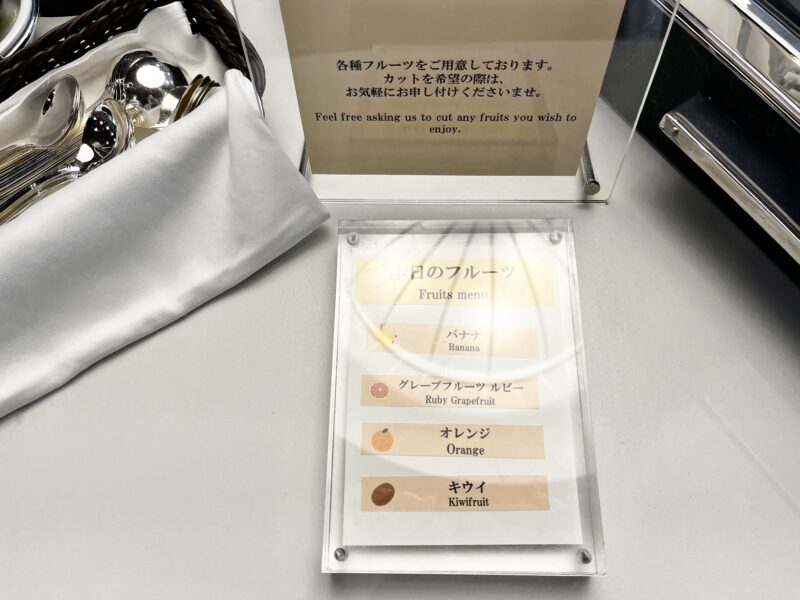 各種フルーツをご用意しております。
カットを希望の際は、
お気軽にお申し付けくださいませ。
Feel free asking us to cut any fruits you wish to
enjoy.
日のフルーツ
Fruits menu
バナナ
Banana
グレープフルーツ ルビー
Ruby Grapefruit
オレンジ
Orange
キウイ
Kiwifruit